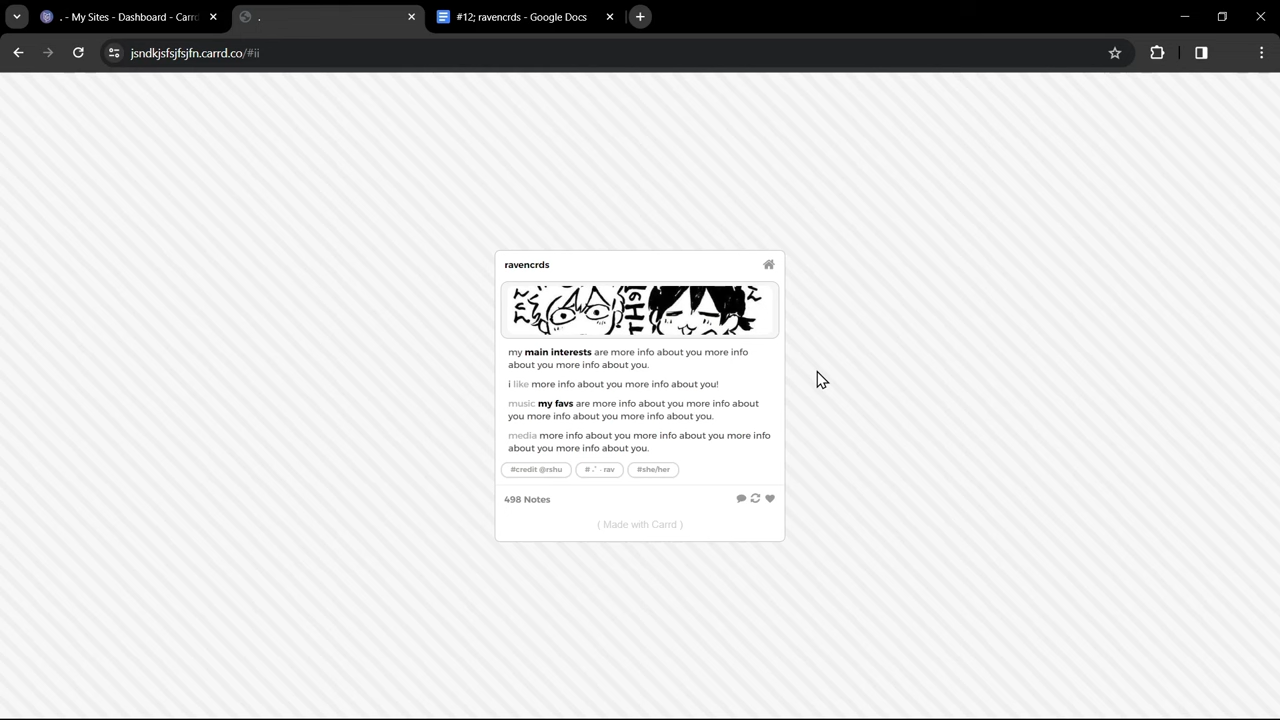 . - My Sites - Dashboard - Carrd
.
#12; ravencrds - Google Docs
jsndkjsfsjfsjfn.carrd.co/#ii
ravencrds
my main interests are more info about you more info
about you more info about you.
i like more info about you more info about you!
music my favs are more info about you more info about
you more info about you more info about you.
media more info about you more info about you more info
about you more info about you.
#credit @rshu
# .˚ · rav
#she/her
498 Notes
( Made with Carrd )